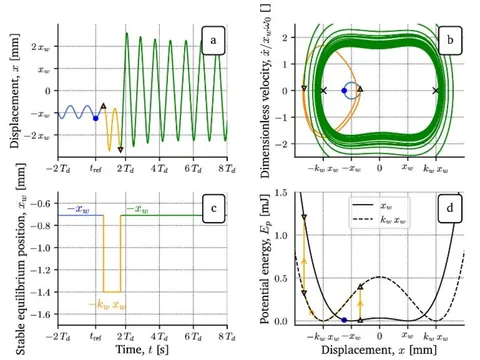 Displacement, x [mm]
2 x_w
x_w
0
−x_w
−2 x_w
a
−2 T_d
t_ref
2 T_d
4 T_d
6 T_d
8 T_d
Dimensionless velocity, ẋ/x_wω_0 []
2
1
0
−1
−2
b
−k_w x_w
−x_w
0
x_w
k_w x_w
Stable equilibrium position, x_w [mm]
−0.6
−0.8
−1.0
−1.2
−1.4
−1.6
−x_w
−x_w
−k_w x_w
c
−2 T_d
t_ref
2 T_d
4 T_d
6 T_d
8 T_d
Time, t [s]
Potential energy, E_p [mJ]
1.5
1.0
0.5
0.0
x_w
k_w x_w
d
−k_w x_w
−x_w
0
x_w
k_w x_w
Displacement, x [mm]